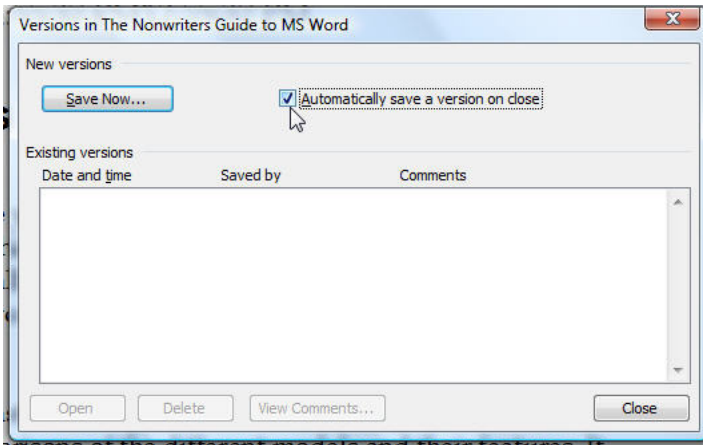 Versions in The Nonwriters Guide to MS Word
New versions
Save Now...
Automatically save a version on close
Existing versions
Date and time Saved by Comments
Open Delete View Comments... Close